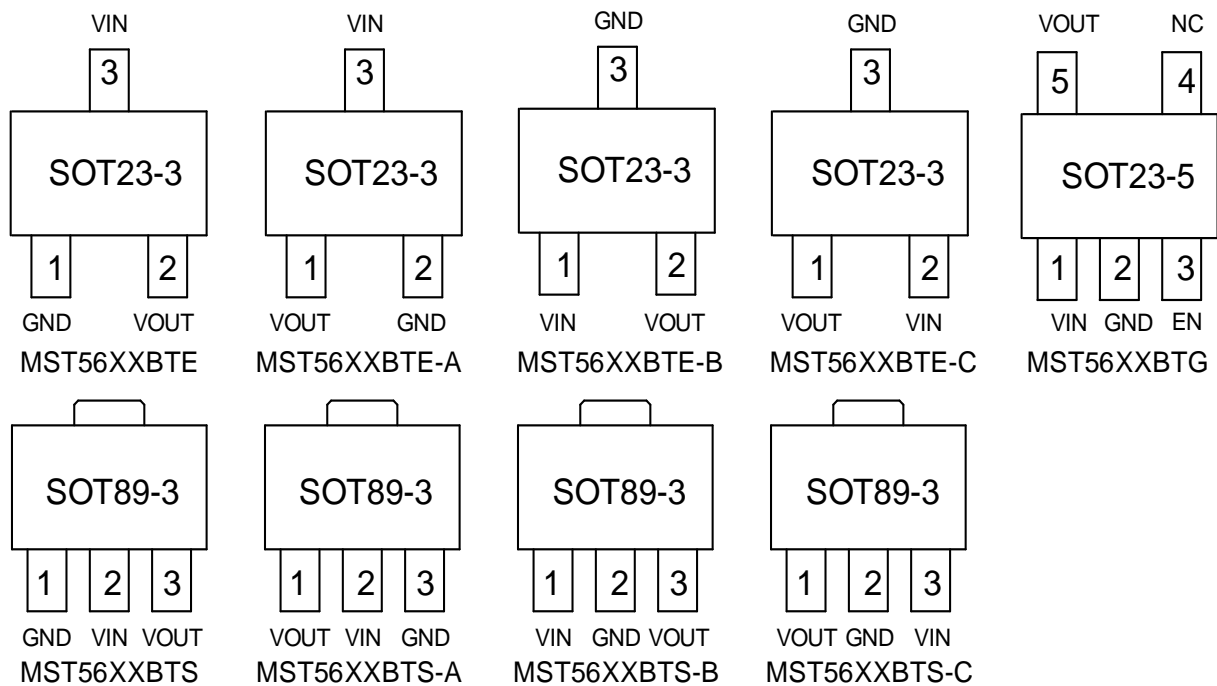 VIN VIN GND GND VOUT NC
3 3 3 3 5 4
SOT23-3 SOT23-3 SOT23-3 SOT23-3 SOT23-5
1 2 1 2 1 2 1 2 1 2 3
GND VOUT VOUT GND VIN VOUT VOUT VIN VIN GND EN
MST56XXBTE MST56XXBTE-A MST56XXBTE-B MST56XXBTE-C MST56XXBTG
SOT89-3 SOT89-3 SOT89-3 SOT89-3
1 2 3 1 2 3 1 2 3 1 2 3
GND VIN VOUT VOUT VIN GND VIN GND VOUT VOUT GND VIN
MST56XXBTS MST56XXBTS-A MST56XXBTS-B MST56XXBTS-C